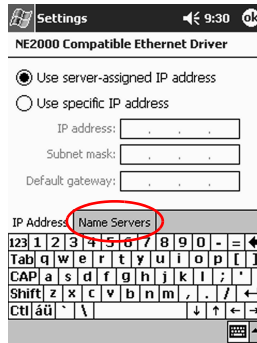 Settings 9:30 ok
NE2000 Compatible Ethernet Driver
Use server-assigned IP address
Use specific IP address
IP address: . . .
Subnet mask: . . .
Default gateway: . . .
IP Address Name Servers
123 1 2 3 4 5 6 7 8 9 0 - =
Tab q w e r t y u i o p [ ]
CAP a s d f g h j k l ; '
Shift z x c v b n m , . /
Ctl áü ` \